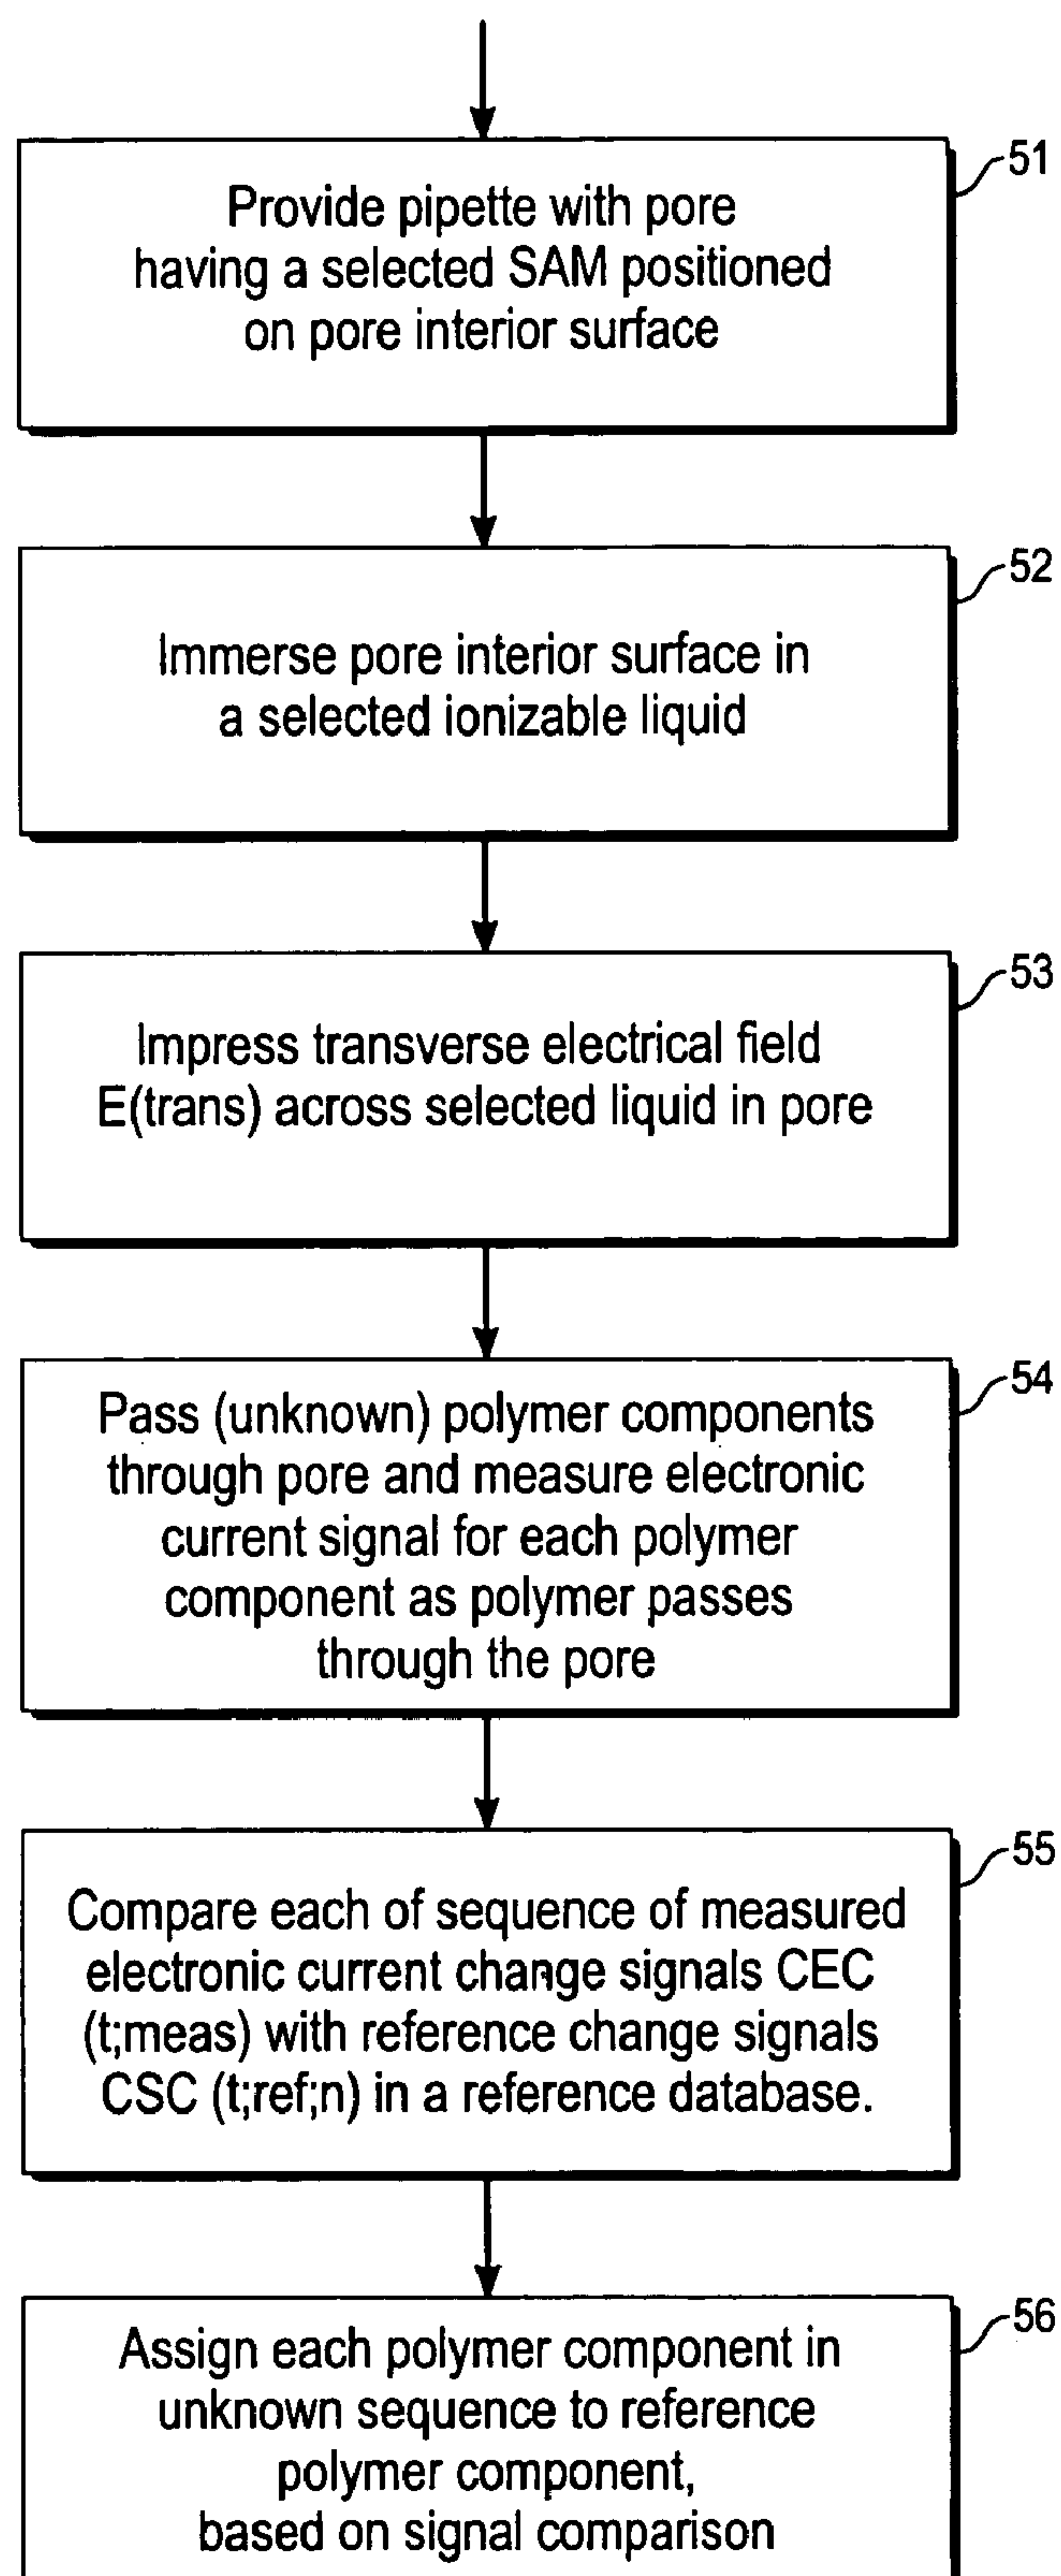 51
Provide pipette with pore
having a selected SAM positioned
on pore interior surface
52
Immerse pore interior surface in
a selected ionizable liquid
53
Impress transverse electrical field
E(trans) across selected liquid in pore
54
Pass (unknown) polymer components
through pore and measure electronic
current signal for each polymer
component as polymer passes
through the pore
55
Compare each of sequence of measured
electronic current change signals CEC
(t;meas) with reference change signals
CSC (t;ref;n) in a reference database.
56
Assign each polymer component in
unknown sequence to reference
polymer component,
based on signal comparison